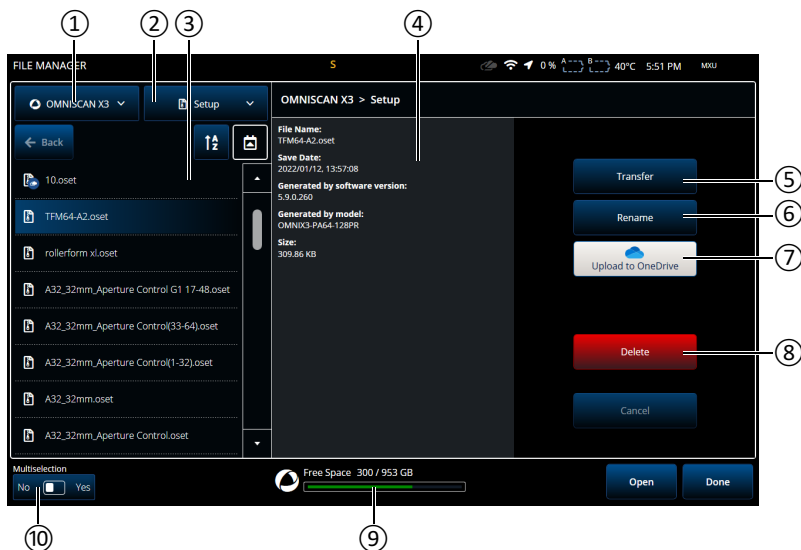 ① ② ③ ④
FILE MANAGER S 0 % A B 40°C 5:51 PM MXU
OMNISCAN X3 Setup
OMNISCAN X3 > Setup
Back
File Name:
TFM64-A2.oset
Save Date:
2022/01/12, 13:57:08
Generated by software version:
5.9.0.260
Generated by model:
OMNIX3-PA64-128PR
Size:
309.86 KB
10.oset
TFM64-A2.oset
rollerform xl.oset
A32_32mm_Aperture Control G1 17-48.oset
A32_32mm_Aperture Control(33-64).oset
A32_32mm_Aperture Control(1-32).oset
A32_32mm.oset
A32_32mm_Aperture Control.oset
Transfer
⑤
Rename
⑥
Upload to OneDrive
⑦
Delete
⑧
Cancel
Multiselection
No Yes
Free Space 300 / 953 GB
Open
Done
⑩ ⑨